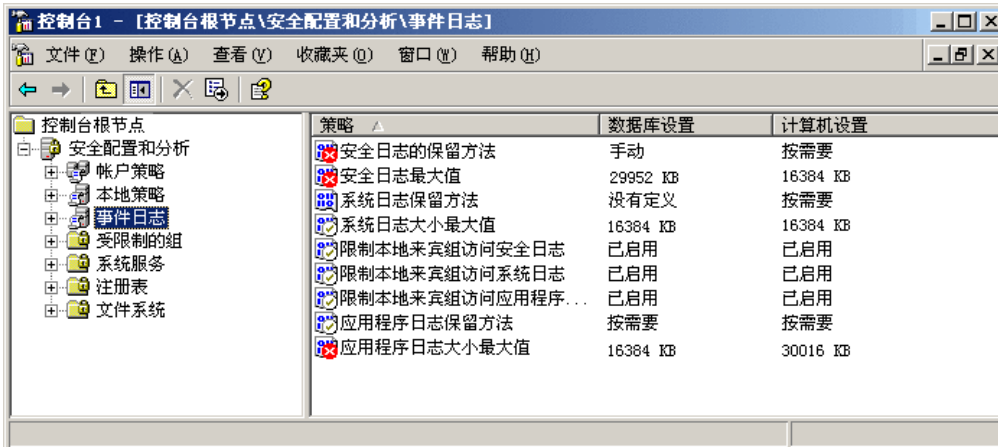 控制台1 - [控制台根节点\安全配置和分析\事件日志]
文件(F) 操作(A) 查看(V) 收藏夹(O) 窗口(W) 帮助(H)
控制台根节点
安全配置和分析
帐户策略
本地策略
事件日志
受限制的组
系统服务
注册表
文件系统
策略 数据库设置 计算机设置
安全日志的保留方法 手动 按需要
安全日志最大值 29952 KB 16384 KB
系统日志保留方法 没有定义 按需要
系统日志大小最大值 16384 KB 16384 KB
限制本地来宾组访问安全日志 已启用 已启用
限制本地来宾组访问系统日志 已启用 已启用
限制本地来宾组访问应用程序... 已启用 已启用
应用程序日志保留方法 按需要 按需要
应用程序日志大小最大值 16384 KB 30016 KB